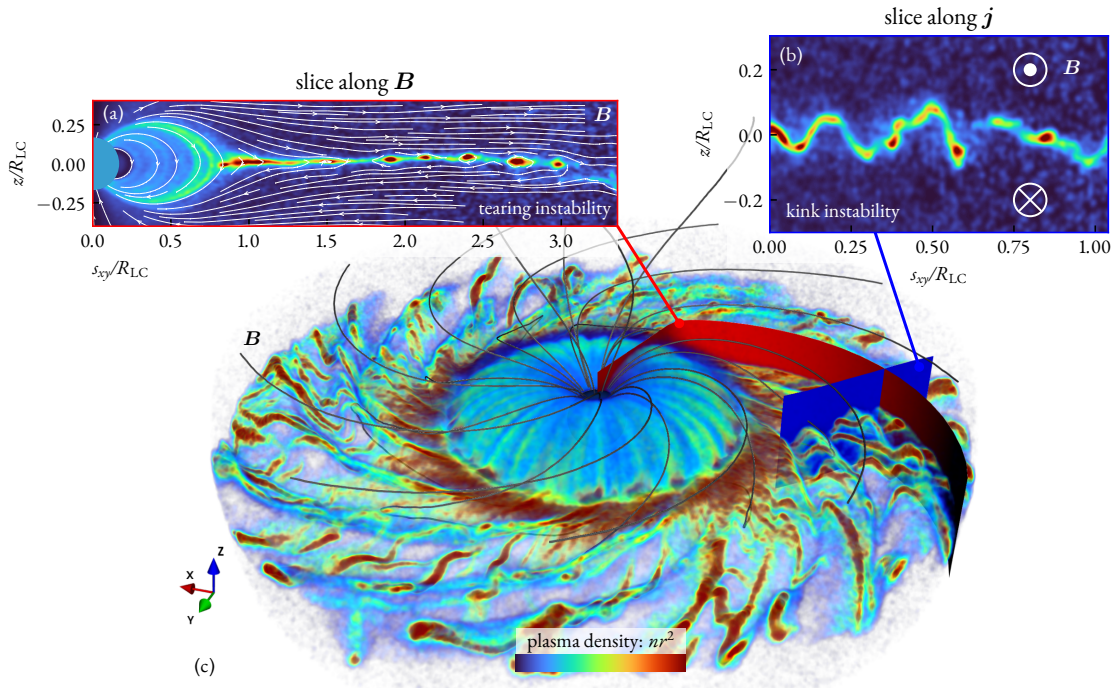 slice along j
slice along B
(a)
B
0.25
0.00
−0.25
z/R_LC
tearing instability
0.0 0.5 1.0 1.5 2.0 2.5 3.0
s_xy/R_LC
(b)
B
0.2
0.0
−0.2
z/R_LC
kink instability
0.00 0.25 0.50 0.75 1.00
s_xy/R_LC
B
Z
X
Y
(c)
plasma density: nr²